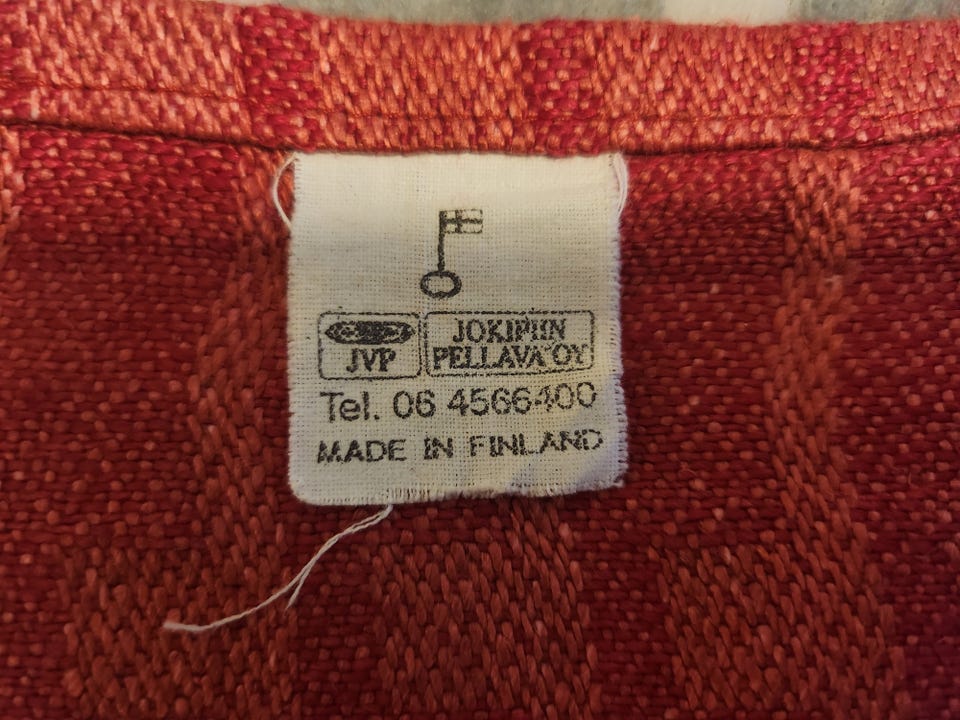 JVP
JOKIPIIN
PELLAVA OY
Tel. 06 4566400
MADE IN FINLAND